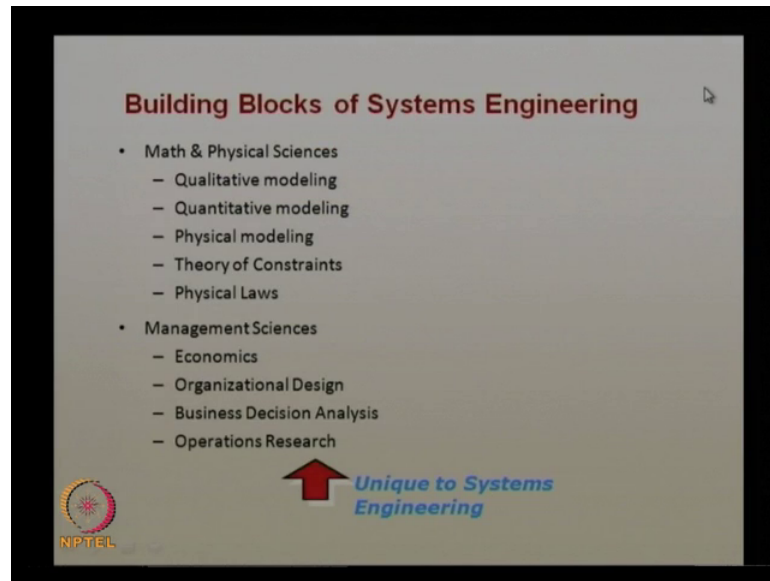 Building Blocks of Systems Engineering
• Math & Physical Sciences
– Qualitative modeling
– Quantitative modeling
– Physical modeling
– Theory of Constraints
– Physical Laws
• Management Sciences
– Economics
– Organizational Design
– Business Decision Analysis
– Operations Research
Unique to Systems
Engineering
NPTEL